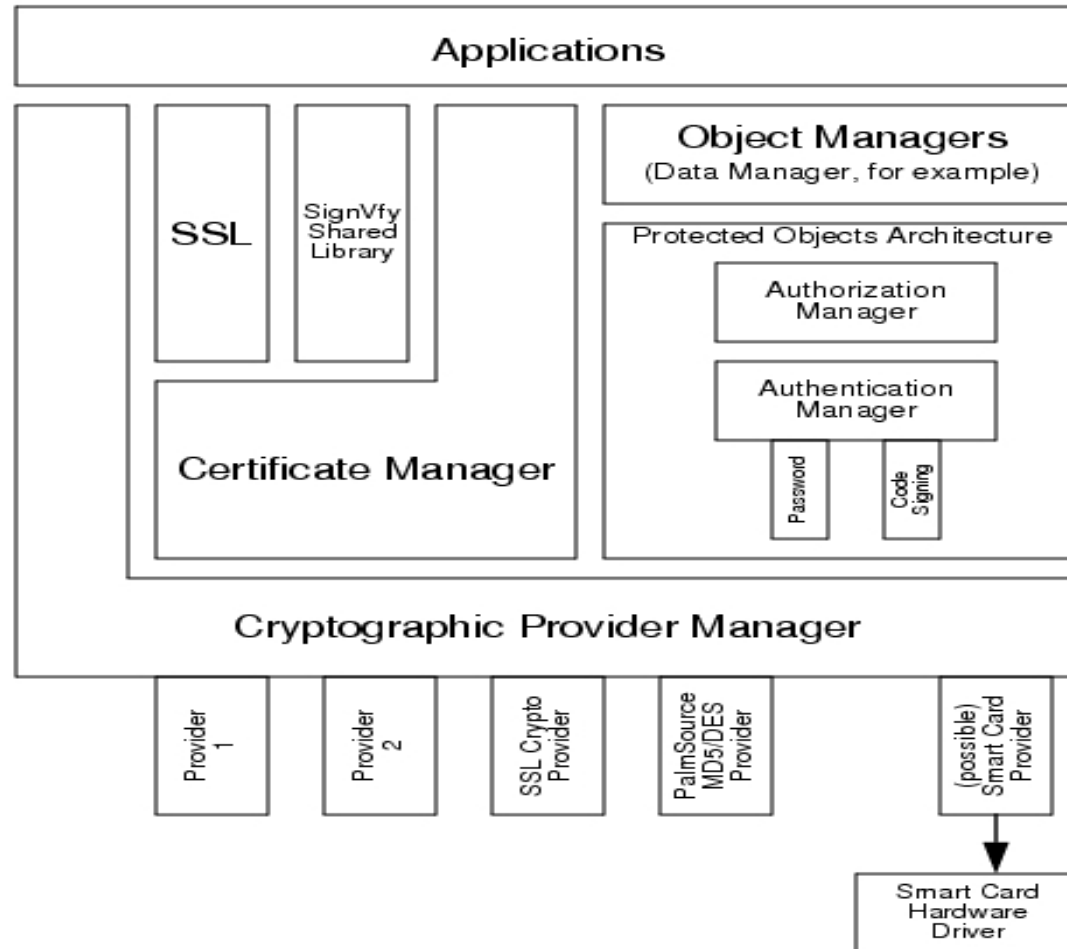 Applications
SSL
SignVfy
Shared
Library
Object Managers
(Data Manager, for example)
Protected Objects Architecture
Authorization
Manager
Authentication
Manager
Password
Code
Signing
Certificate Manager
Cryptographic Provider Manager
Provider
1
Provider
2
SSL Crypto
Provider
PalmSource
MD5/DES
Provider
(possible)
Smart Card
Provider
Smart Card
Hardware
Driver